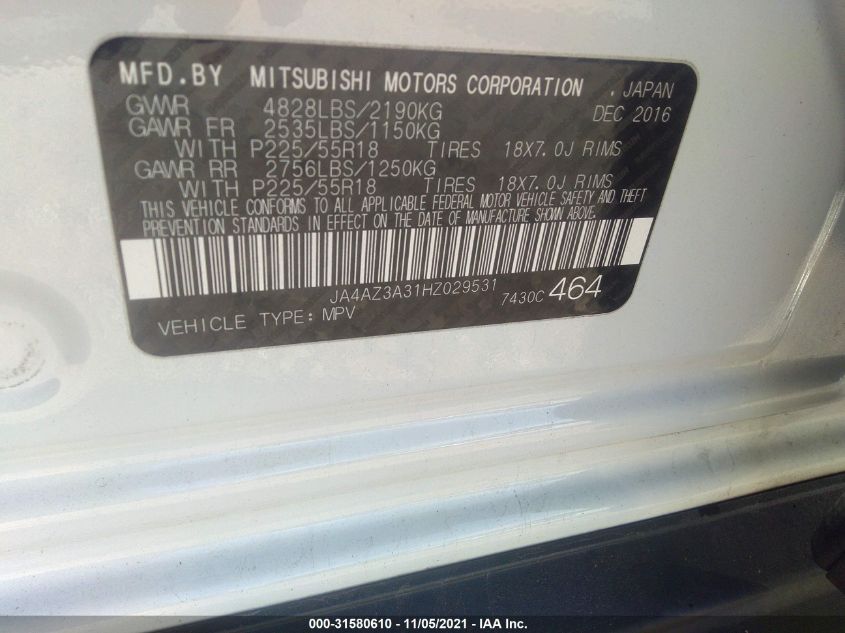 MFD.BY MITSUBISHI MOTORS CORPORATION . JAPAN
GVWR 4828LBS/2190KG DEC 2016
GAWR FR 2535LBS/1150KG
WITH P225/55R18 TIRES 18X7.0J RIMS
GAWR RR 2756LBS/1250KG
WITH P225/55R18 TIRES 18X7.0J RIMS
THIS VEHICLE CONFORMS TO ALL APPLICABLE FEDERAL MOTOR VEHICLE SAFETY AND THEFT
PREVENTION STANDARDS IN EFFECT ON THE DATE OF MANUFACTURE SHOWN ABOVE.
JA4AZ3A31HZ029531 7430C 464
VEHICLE TYPE: MPV
000-31580610 - 11/05/2021 - IAA Inc.